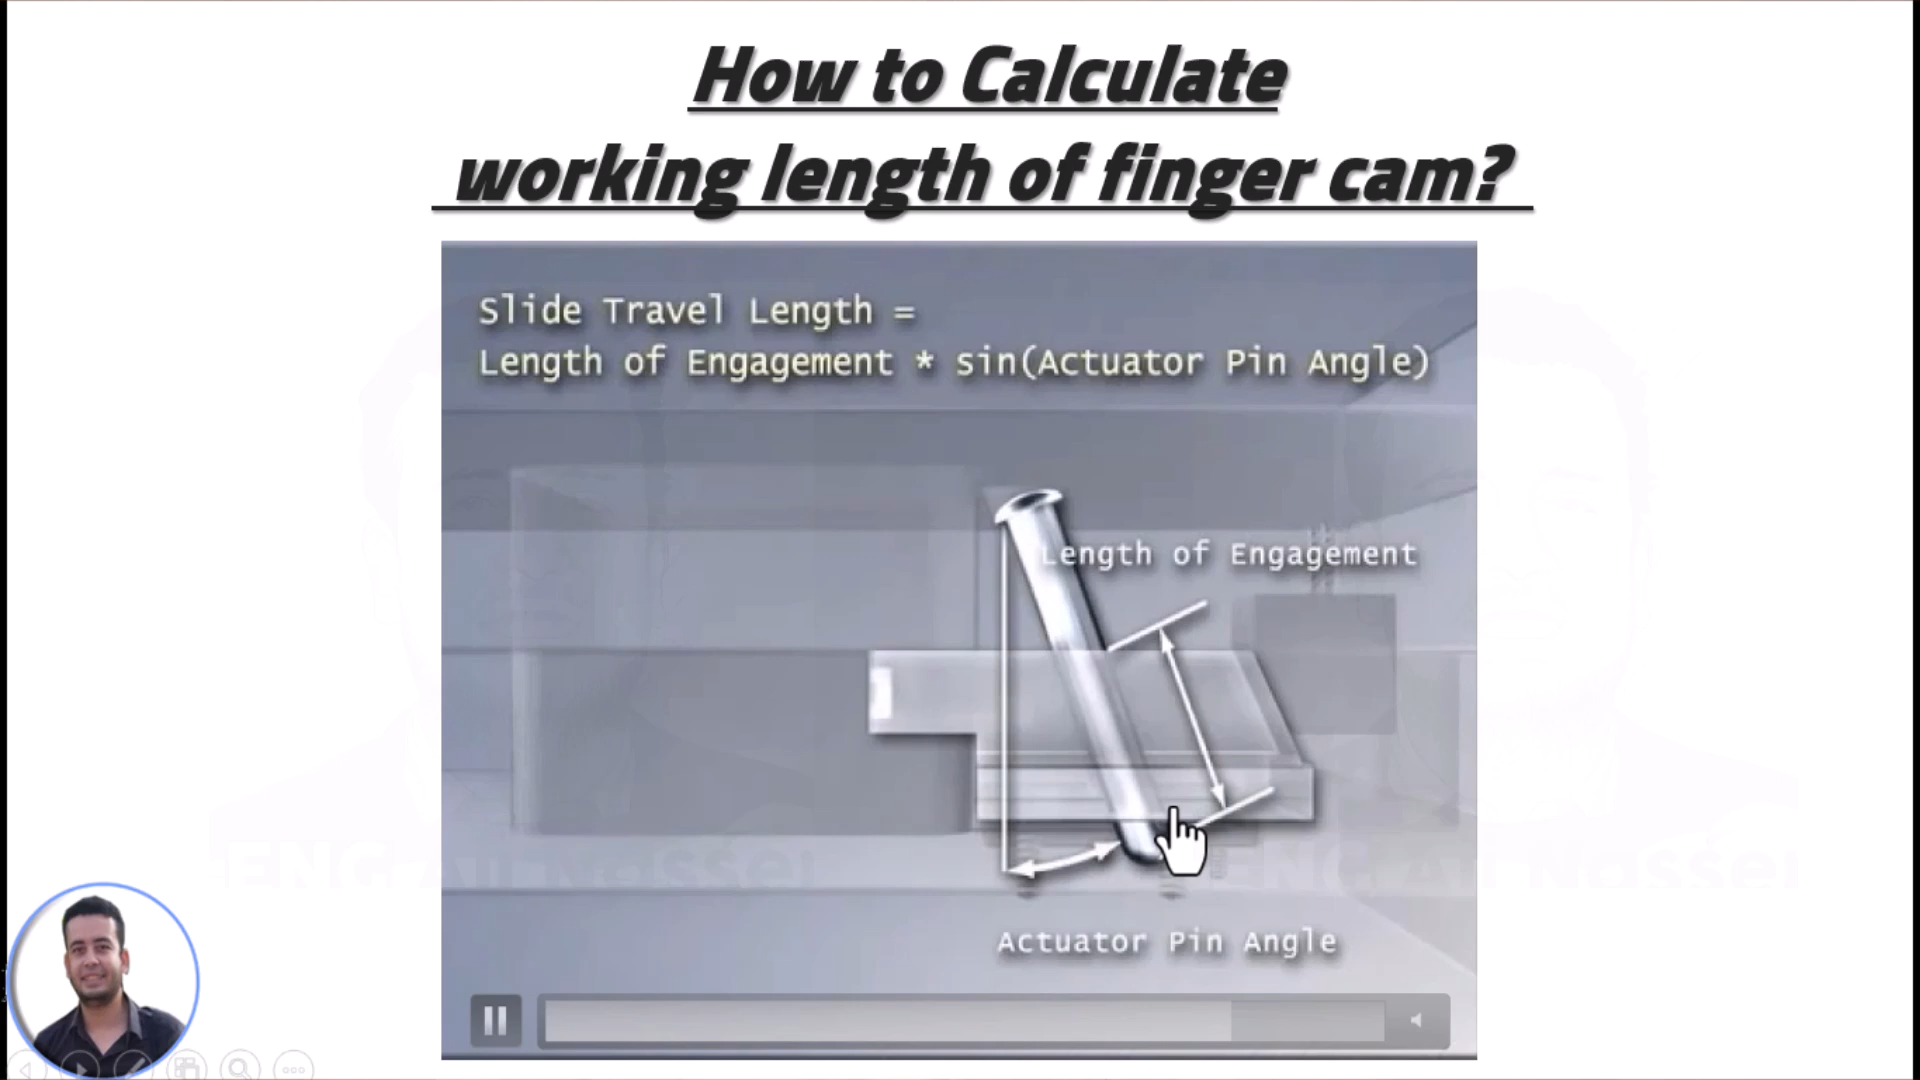 How to Calculate
working length of finger cam?
Slide Travel Length =
Length of Engagement * sin(Actuator Pin Angle)
Length of Engagement
Actuator Pin Angle